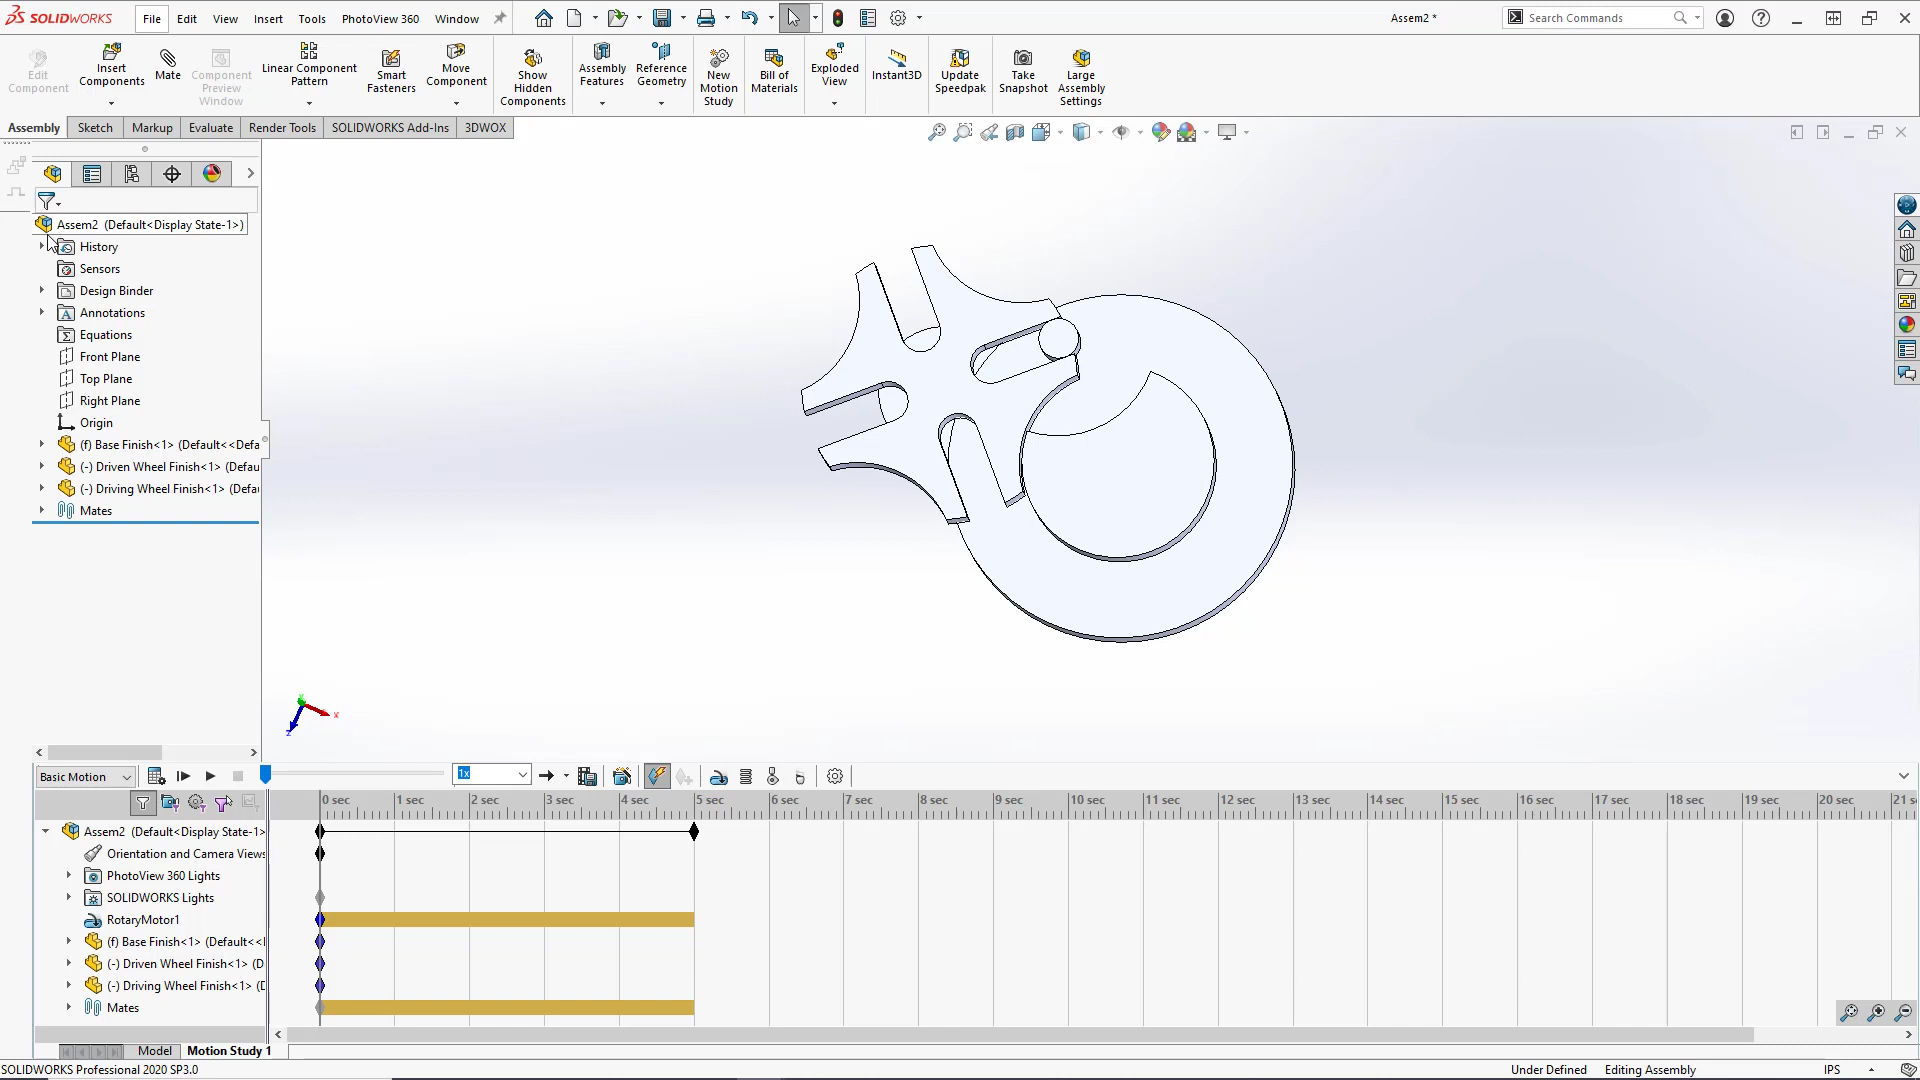 SOLIDWORKS File Edit View Insert Tools PhotoView 360 Window Assem2 * Search Commands
Edit Component
Insert Components
Mate
Component Preview Window
Linear Component Pattern
Smart Fasteners
Move Component
Show Hidden Components
Assembly Features
Reference Geometry
New Motion Study
Bill of Materials
Exploded View
Instant3D
Update Speedpak
Take Snapshot
Large Assembly Settings
Assembly Sketch Markup Evaluate Render Tools SOLIDWORKS Add-Ins 3DWOX
Assem2 (Default<Display State-1>)
History
Sensors
Design Binder
Annotations
Equations
Front Plane
Top Plane
Right Plane
Origin
(f) Base Finish<1> (Default<<Defa
(-) Driven Wheel Finish<1> (Defau
(-) Driving Wheel Finish<1> (Defa
Mates
x
z
Basic Motion 1x
0 sec 1 sec 2 sec 3 sec 4 sec 5 sec 6 sec 7 sec 8 sec 9 sec 10 sec 11 sec 12 sec 13 sec 14 sec 15 sec 16 sec 17 sec 18 sec 19 sec 20 sec 21 s
Assem2 (Default<Display State-1>
Orientation and Camera Views
PhotoView 360 Lights
SOLIDWORKS Lights
RotaryMotor1
(f) Base Finish<1> (Default<<I
(-) Driven Wheel Finish<1> (D
(-) Driving Wheel Finish<1> (D
Mates
Model Motion Study 1
SOLIDWORKS Professional 2020 SP3.0 Under Defined Editing Assembly IPS